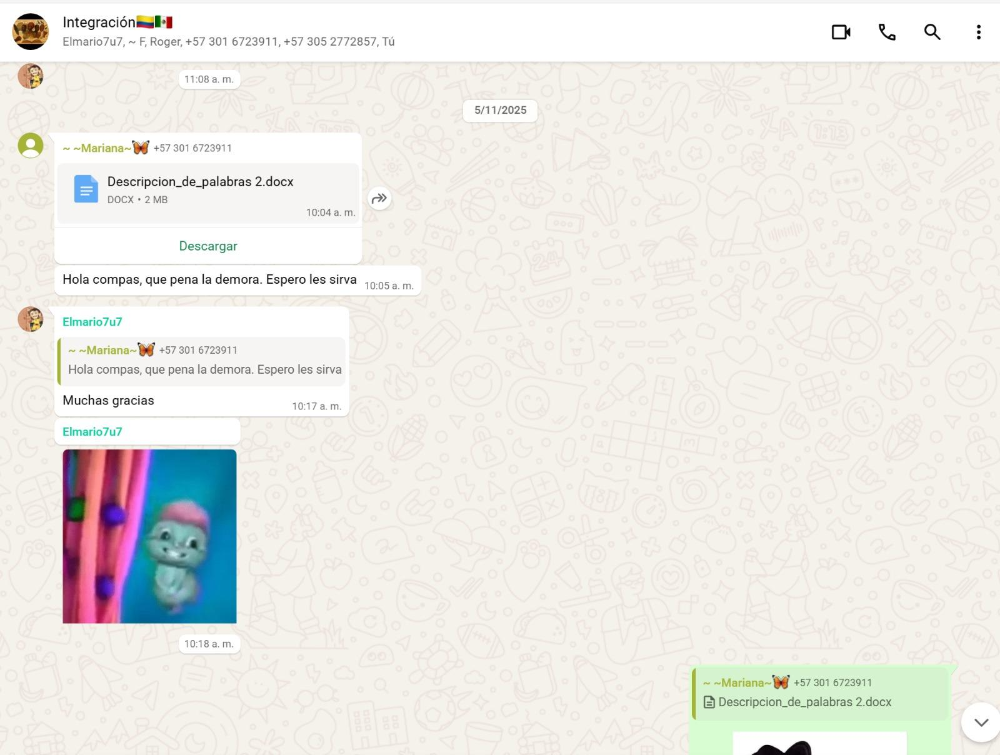 Integración🇨🇴🇲🇽
Elmario7u7, ~ F, Roger, +57 301 6723911, +57 305 2772857, Tú
11:08 a. m.
5/11/2025
~ ~Mariana~🦋 +57 301 6723911
Descripcion_de_palabras 2.docx
DOCX • 2 MB
10:04 a. m.
Descargar
Hola compas, que pena la demora. Espero les sirva 10:05 a. m.
Elmario7u7
~ ~Mariana~🦋 +57 301 6723911
Hola compas, que pena la demora. Espero les sirva
Muchas gracias
10:17 a. m.
Elmario7u7
10:18 a. m.
~ ~Mariana~🦋 +57 301 6723911
Descripcion_de_palabras 2.docx